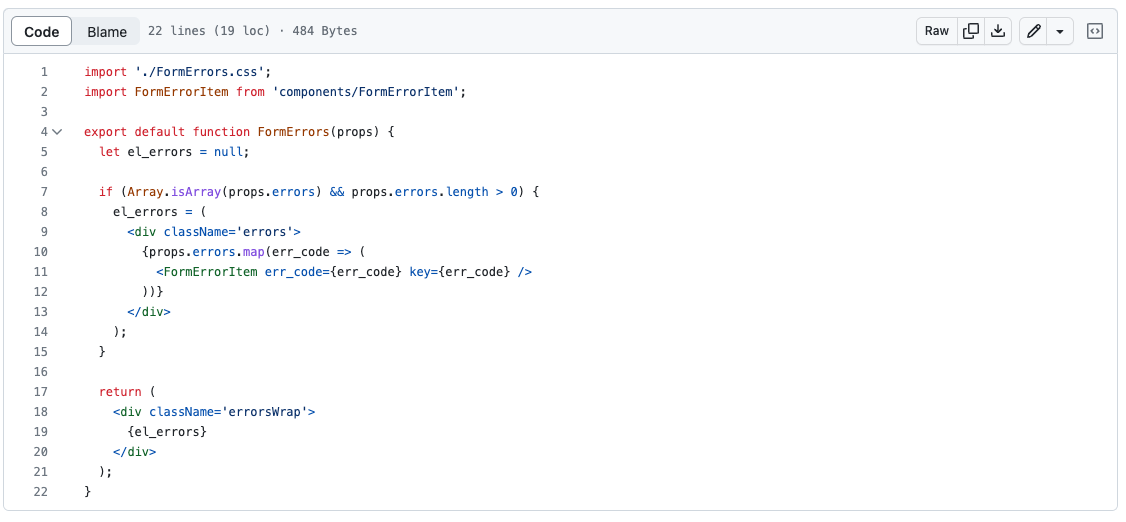 Code Blame 22 lines (19 loc) · 484 Bytes Raw
1 import './FormErrors.css';
2 import FormErrorItem from 'components/FormErrorItem';
3
4 export default function FormErrors(props) {
5   let el_errors = null;
6
7   if (Array.isArray(props.errors) && props.errors.length > 0) {
8     el_errors = (
9       <div className='errors'>
10         {props.errors.map(err_code => (
11           <FormErrorItem err_code={err_code} key={err_code} />
12         ))}
13       </div>
14     );
15   }
16
17   return (
18     <div className='errorsWrap'>
19       {el_errors}
20     </div>
21   );
22 }